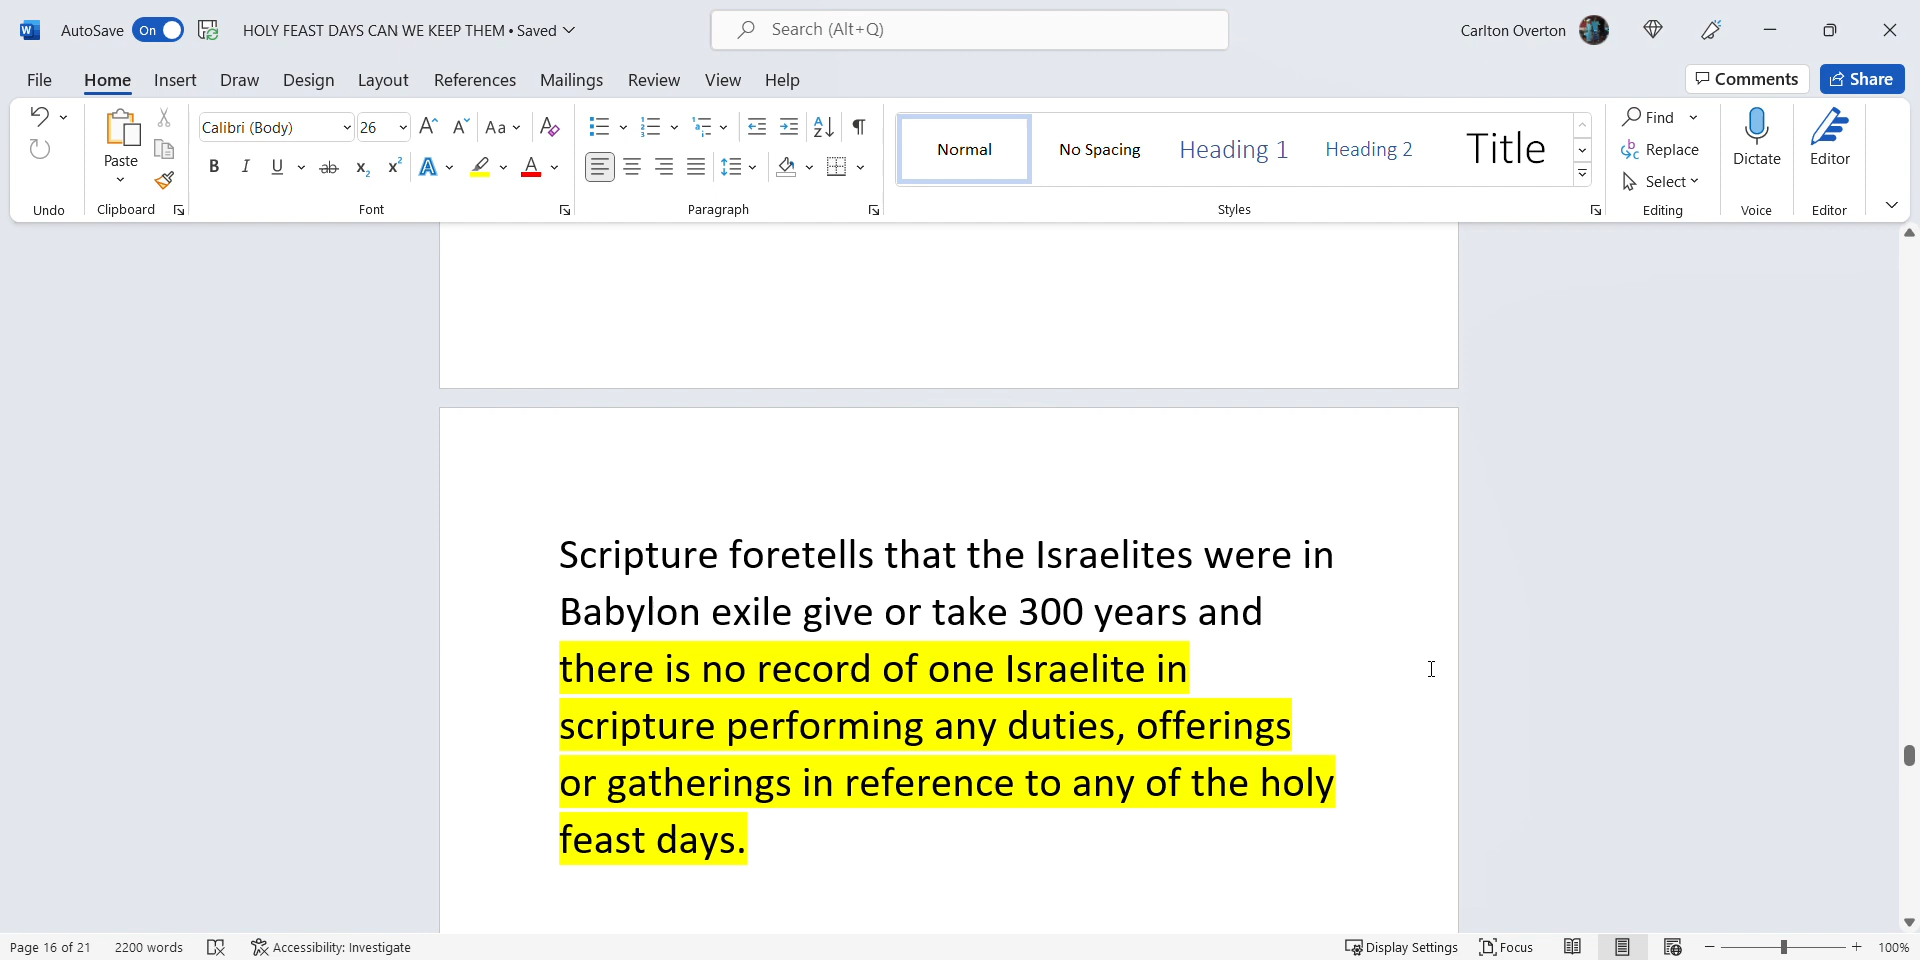 AutoSave On HOLY FEAST DAYS CAN WE KEEP THEM • Saved Search (Alt+Q) Carlton Overton
File Home Insert Draw Design Layout References Mailings Review View Help Comments Share
Calibri (Body) 26 Aa
Paste
B I U ab x₂ x² A A
Normal No Spacing Heading 1 Heading 2 Title
Find
Replace
Select
Dictate Editor
Undo Clipboard Font Paragraph Styles Editing Voice Editor
Scripture foretells that the Israelites were in
Babylon exile give or take 300 years and
there is no record of one Israelite in
scripture performing any duties, offerings
or gatherings in reference to any of the holy
feast days.
Page 16 of 21 2200 words Accessibility: Investigate Display Settings Focus 100%